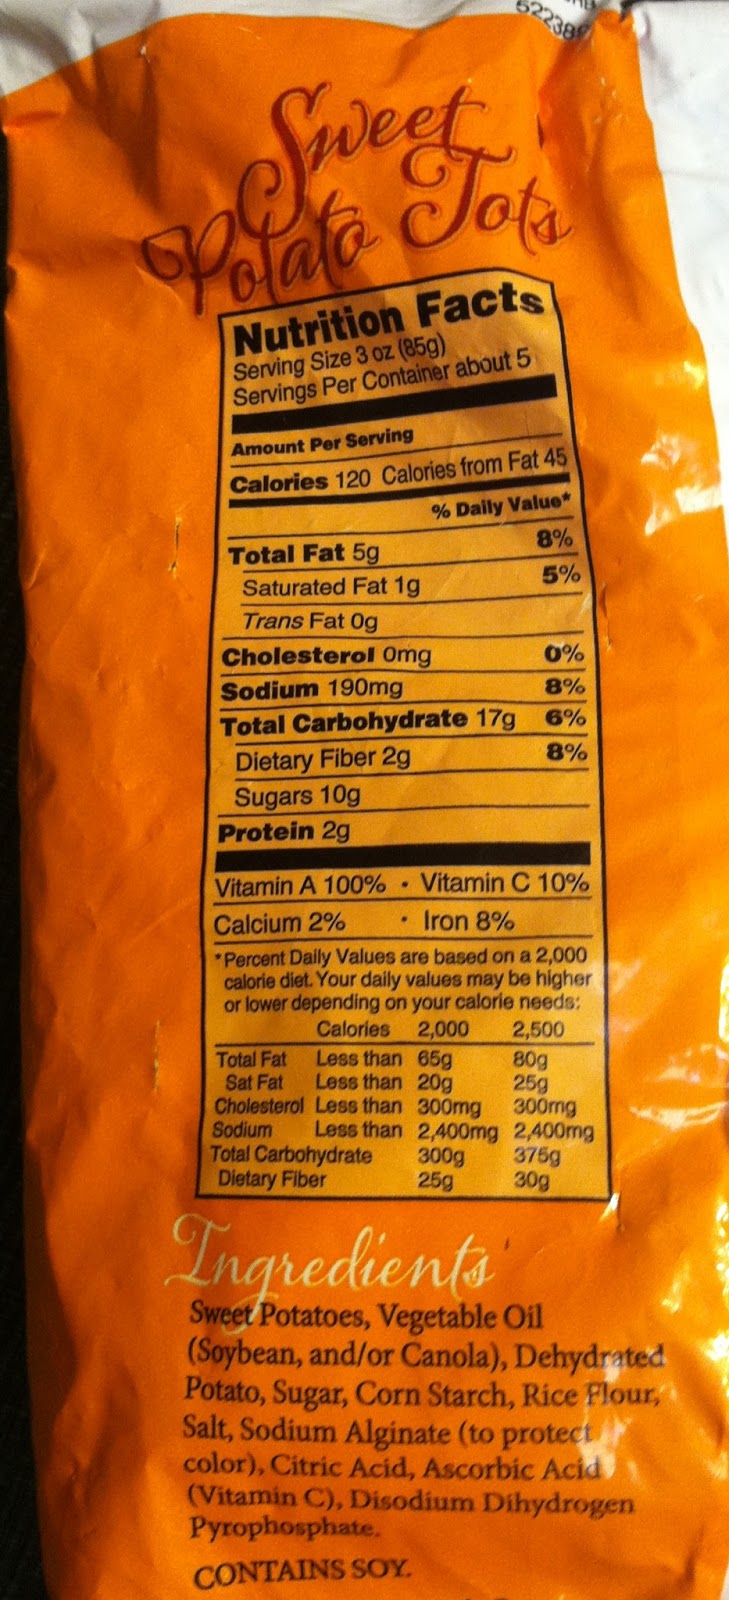 Sweet
Potato Tots
Nutrition Facts
Serving Size 3 oz (85g)
Servings Per Container about 5
Amount Per Serving
Calories 120 Calories from Fat 45
% Daily Value*
Total Fat 5g 8%
Saturated Fat 1g 5%
Trans Fat 0g
Cholesterol 0mg 0%
Sodium 190mg 8%
Total Carbohydrate 17g 6%
Dietary Fiber 2g 8%
Sugars 10g
Protein 2g
Vitamin A 100% • Vitamin C 10%
Calcium 2% • Iron 8%
*Percent Daily Values are based on a 2,000
calorie diet. Your daily values may be higher
or lower depending on your calorie needs:
Calories 2,000 2,500
Total Fat Less than 65g 80g
Sat Fat Less than 20g 25g
Cholesterol Less than 300mg 300mg
Sodium Less than 2,400mg 2,400mg
Total Carbohydrate 300g 375g
Dietary Fiber 25g 30g
Ingredients
Sweet Potatoes, Vegetable Oil
(Soybean, and/or Canola), Dehydrated
Potato, Sugar, Corn Starch, Rice Flour,
Salt, Sodium Alginate (to protect
color), Citric Acid, Ascorbic Acid
(Vitamin C), Disodium Dihydrogen
Pyrophosphate.
CONTAINS SOY.